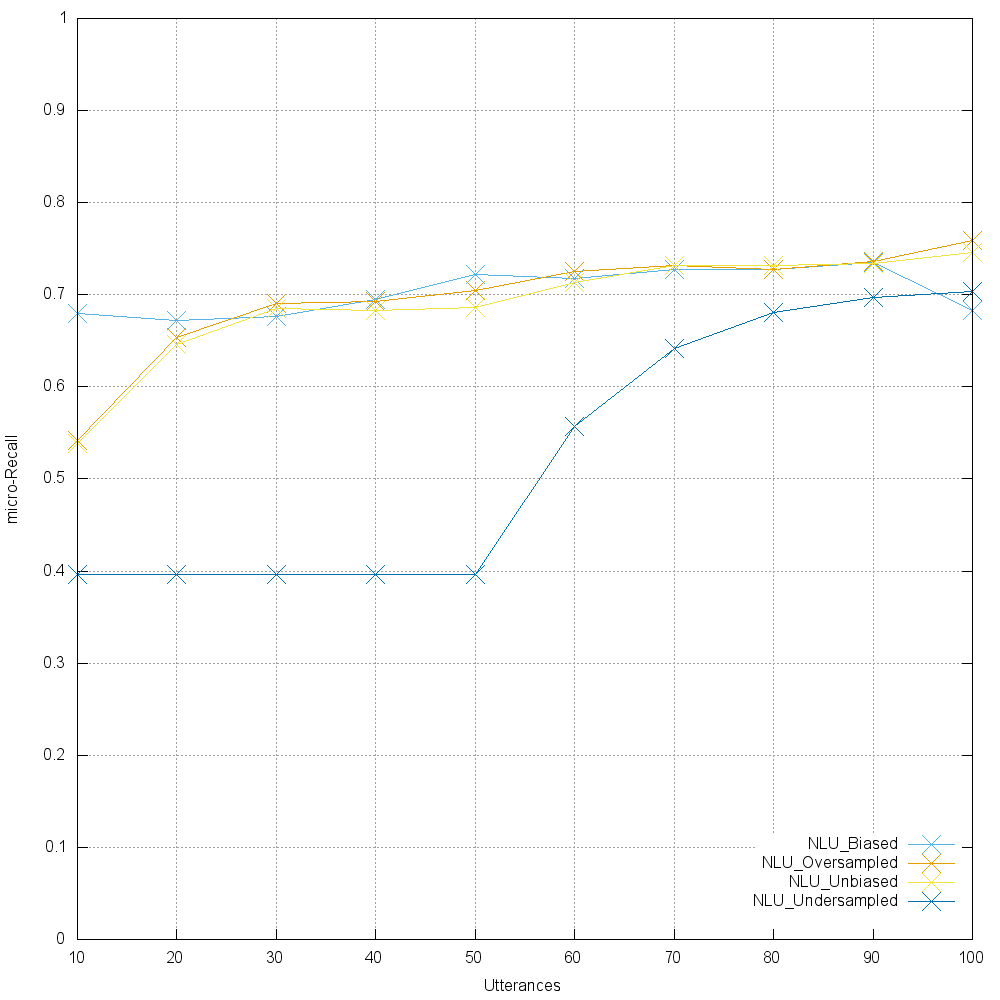 1
0.9
0.8
0.7
0.6
0.5
0.4
0.3
0.2
0.1
0
micro-Recall
NLU_Biased
NLU_Oversampled
NLU_Unbiased
NLU_Undersampled
10 20 30 40 50 60 70 80 90 100
Utterances